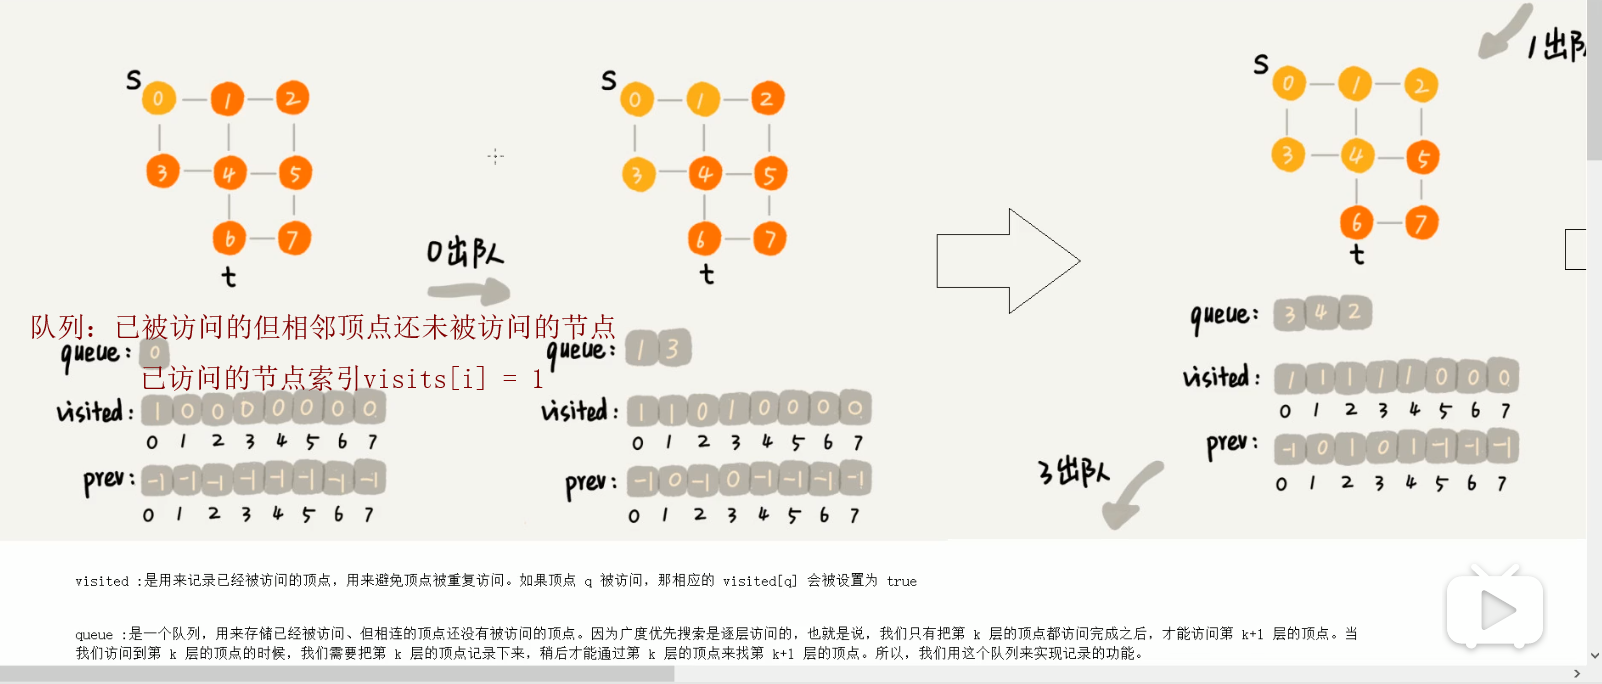 S
0 1 2
3 4 5
6 7
t
0出队
S
0 1 2
3 4 5
6 7
t
1出队
S
0 1 2
3 4 5
6 7
t
队列：已被访问的但相邻顶点还未被访问的节点
queue: 0
已访问的节点索引visits[i] = 1
visited: 1 0 0 0 0 0 0 0
0 1 2 3 4 5 6 7
prev: -1 -1 -1 -1 -1 -1 -1 -1
0 1 2 3 4 5 6 7
queue: 1 3
visited: 1 1 0 1 0 0 0 0
0 1 2 3 4 5 6 7
prev: -1 0 -1 0 -1 -1 -1 -1
0 1 2 3 4 5 6 7
queue: 3 4 2
visited: 1 1 1 1 1 0 0 0
0 1 2 3 4 5 6 7
prev: -1 0 1 0 1 -1 -1 -1
0 1 2 3 4 5 6 7
3出队
visited :是用来记录已经被访问的顶点，用来避免顶点被重复访问。如果顶点 q 被访问，那相应的 visited[q] 会被设置为 true
queue :是一个队列，用来存储已经被访问、但相连的顶点还没有被访问的顶点。因为广度优先搜索是逐层访问的，也就是说，我们只有把第 k 层的顶点都访问完成之后，才能访问第 k+1 层的顶点。当
我们访问到第 k 层的顶点的时候，我们需要把第 k 层的顶点记录下来，稍后才能通过第 k 层的顶点来找第 k+1 层的顶点。所以，我们用这个队列来实现记录的功能。